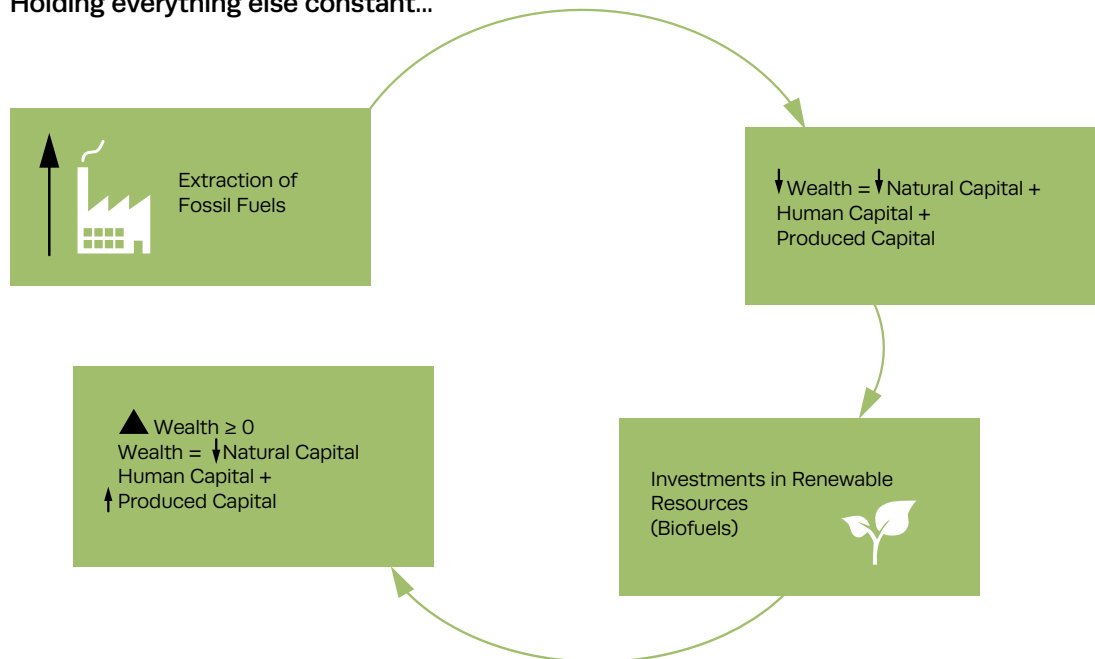 Holding everything else constant...
Extraction of
Fossil Fuels
Wealth = Natural Capital +
Human Capital +
Produced Capital
Investments in Renewable
Resources
(Biofuels)
▲ Wealth ≥ 0
Wealth = Natural Capital
Human Capital +
Produced Capital